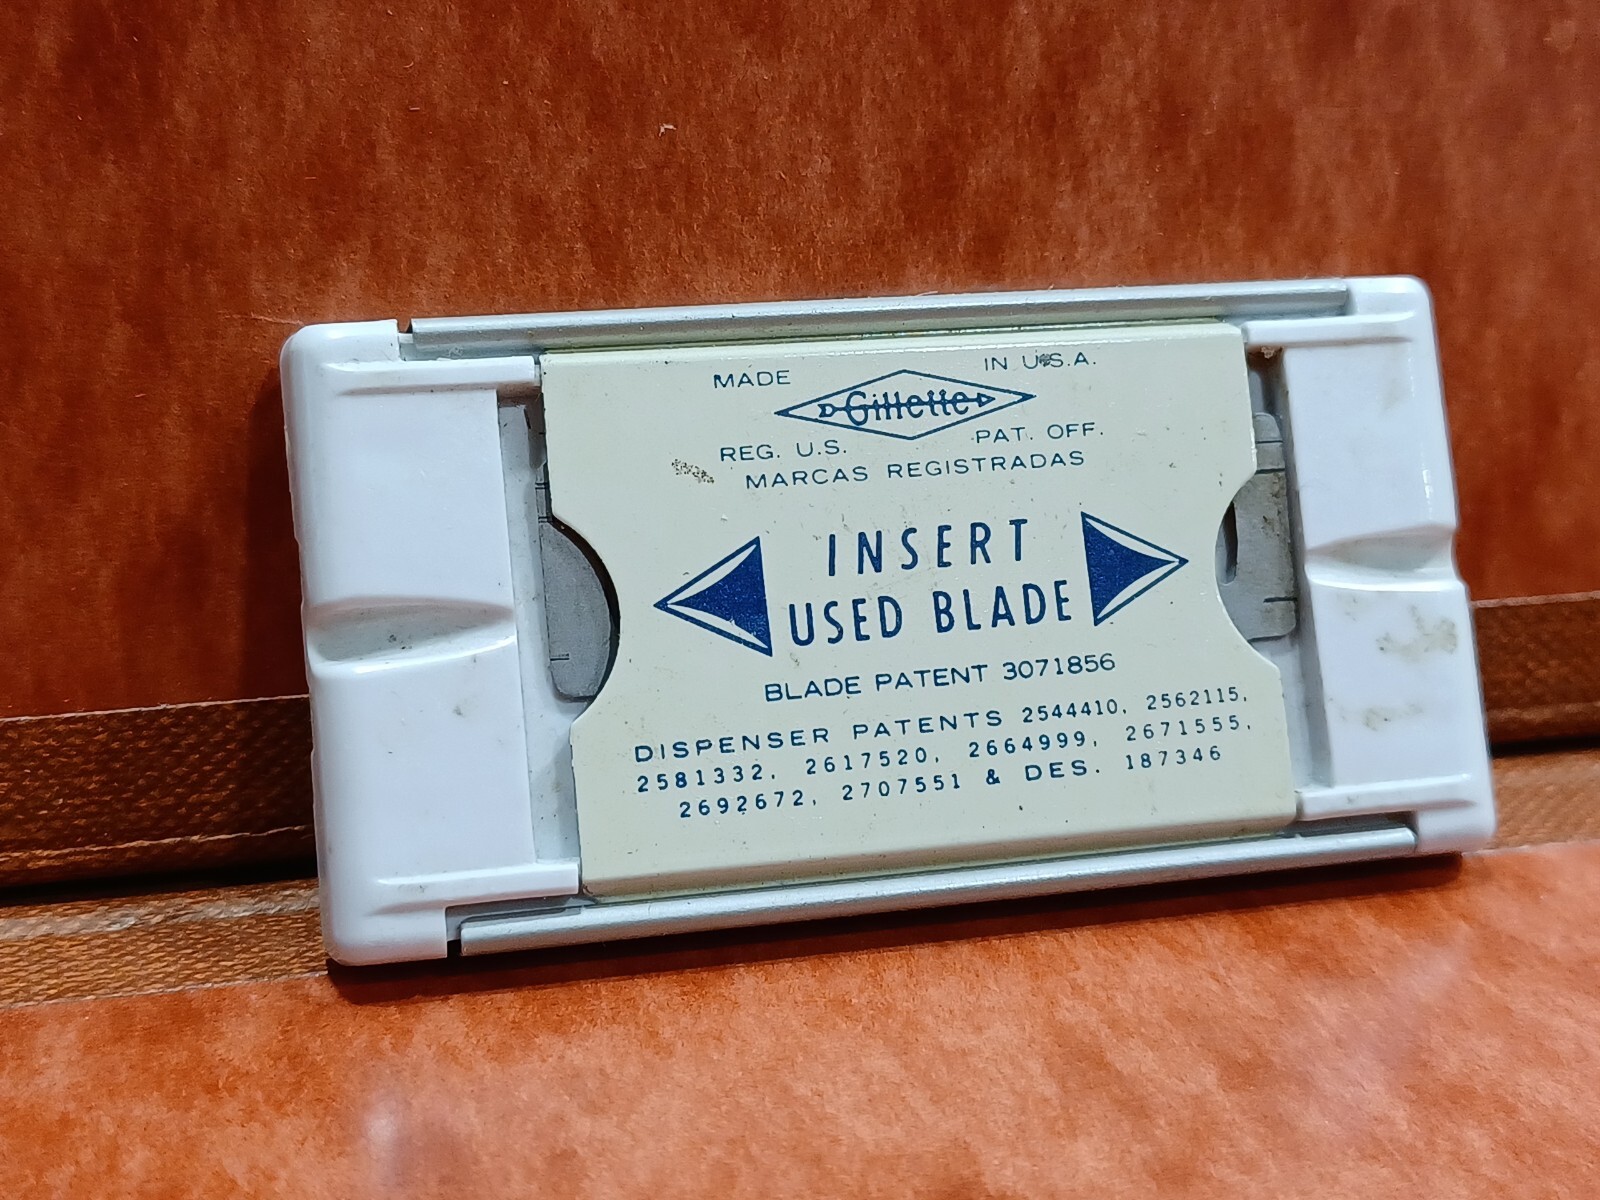 MADE IN U.S.A.
Gillette
REG. U.S. PAT. OFF.
MARCAS REGISTRADAS
INSERT
USED BLADE
BLADE PATENT 3071856
DISPENSER PATENTS 2544410, 2562115,
2581332, 2617520, 2664999, 2671555,
2692672, 2707551 & DES. 187346